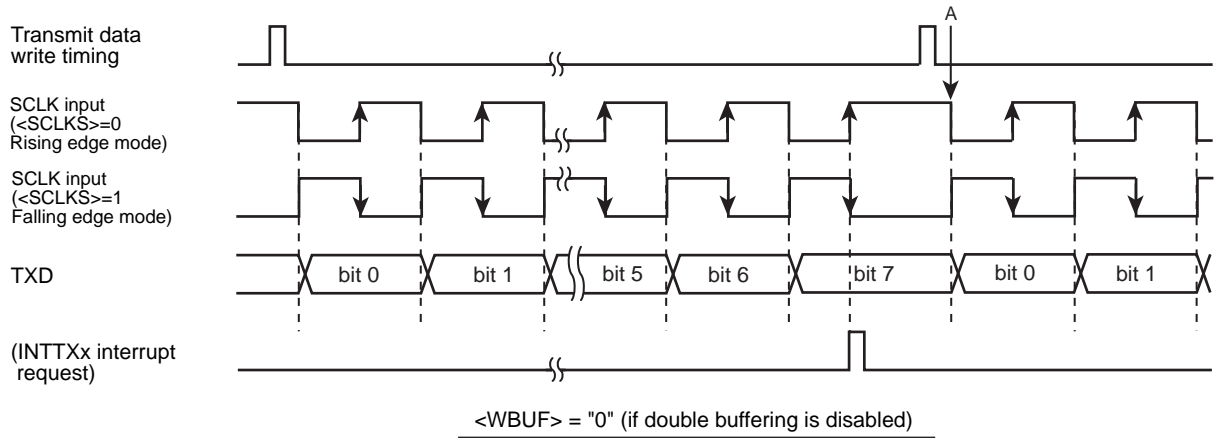 A
Transmit data
write timing
SCLK input
(<SCLKS>=0
Rising edge mode)
SCLK input
(<SCLKS>=1
Falling edge mode)
TXD
bit 0
bit 1
bit 5
bit 6
bit 7
bit 0
bit 1
(INTTXx interrupt
request)
<WBUF> = "0" (if double buffering is disabled)